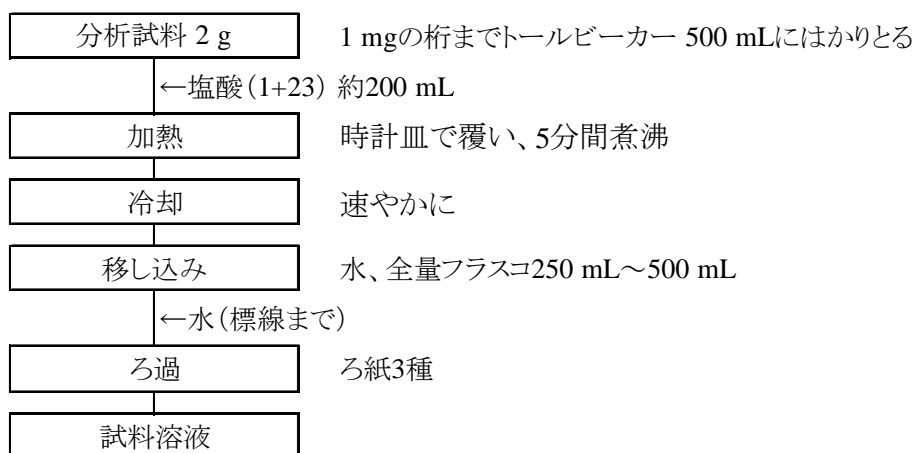 分析試料 2 g 1 mgの桁までトールビーカー 500 mLにはかりとる
←塩酸(1+23) 約200 mL
加熱 時計皿で覆い、5分間煮沸
冷却 速やかに
移し込み 水、全量フラスコ250 mL～500 mL
←水(標線まで)
ろ過 ろ紙3種
試料溶液